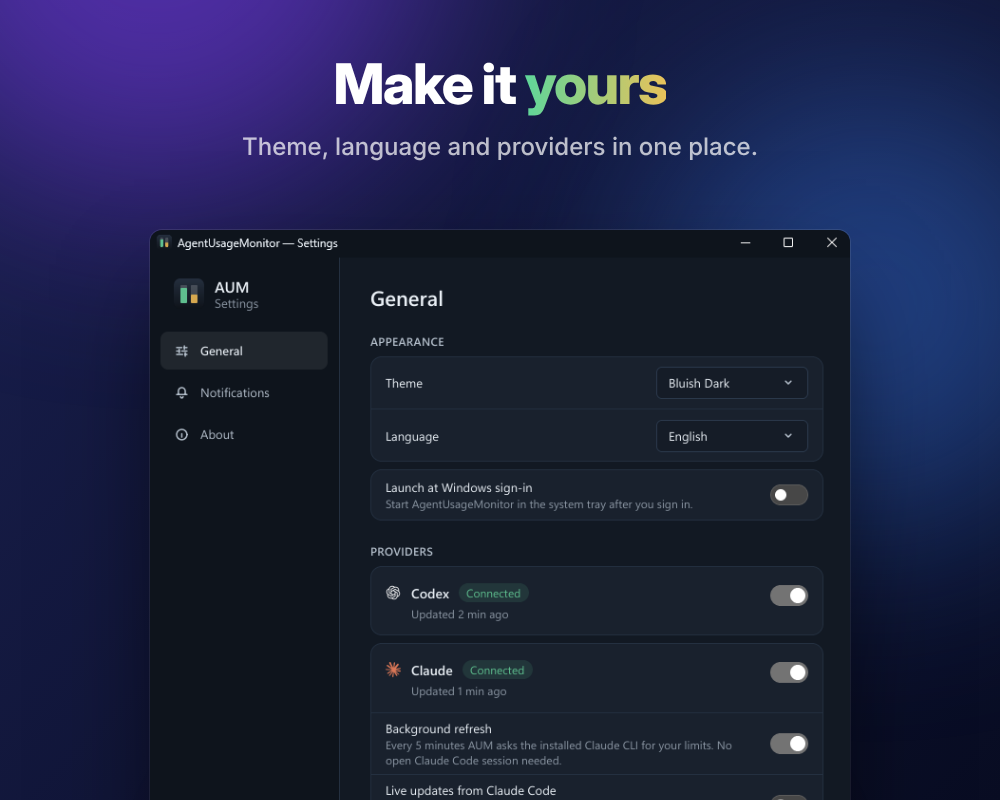 Make it yours
Theme, language and providers in one place.
AgentUsageMonitor — Settings
AUM
Settings
General
Notifications
About
General
APPEARANCE
Theme
Bluish Dark
Language
English
Launch at Windows sign-in
Start AgentUsageMonitor in the system tray after you sign in.
PROVIDERS
Codex Connected
Updated 2 min ago
Claude Connected
Updated 1 min ago
Background refresh
Every 5 minutes AUM asks the installed Claude CLI for your limits. No
open Claude Code session needed.
Live updates from Claude Code